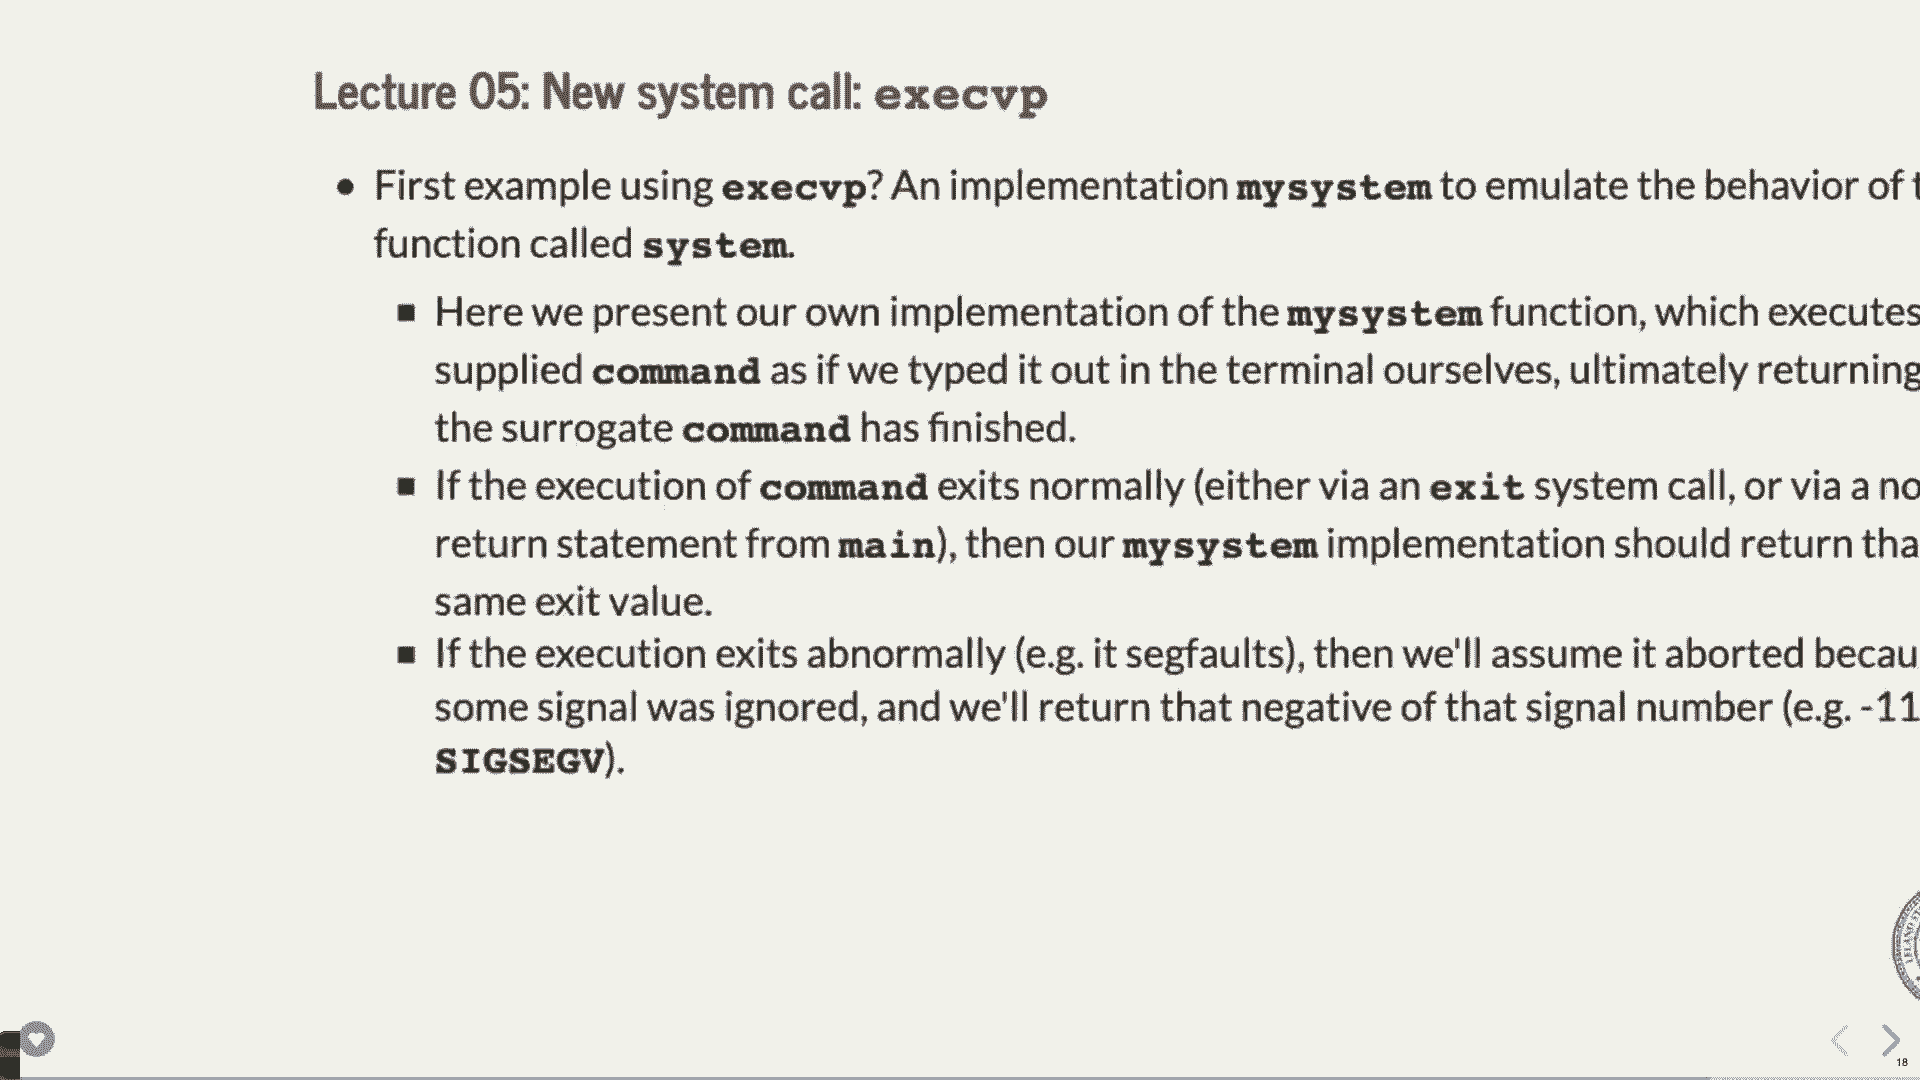 Lecture 05: New system call: execvp
First example using execvp? An implementation mysystem to emulate the behavior of
function called system.
Here we present our own implementation of the mysystem function, which executes
supplied command as if we typed it out in the terminal ourselves, ultimately returning
the surrogate command has finished.
If the execution of command exits normally (either via an exit system call, or via a
return statement from main), then our mysystem implementation should return
same exit value.
If the execution exits abnormally (e.g. it segfaults), then we'll assume it aborted
some signal was ignored, and we'll return that negative of that signal number (e.g. -11
SIGSEGV).
18